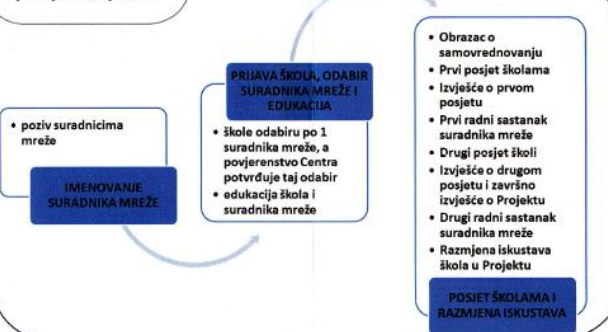 • poziv suradnicima
mreže
IMENOVANJE
SURADNIKA MREŽE
PRIJAVA ŠKOLA, ODABIR
SURADNIKA MREŽE I
EDUKACIJA
• škole odabiru po 1
suradnika mreže, a
povjerenstvo Centra
potvrđuje taj odabir
• edukacija škola i
suradnika mreže
• Obrazac o
samovrednovanju
• Prvi posjet školama
• Izvješće o prvom
posjetu
• Prvi radni sastanak
suradnika mreže
• Drugi posjet školi
• Izvješće o drugom
posjetu i završno
izvješće o Projektu
• Drugi radni sastanak
suradnika mreže
• Razmjena iskustava
škola u Projektu
POSJET ŠKOLAMA I
RAZMJENA ISKUSTAVA